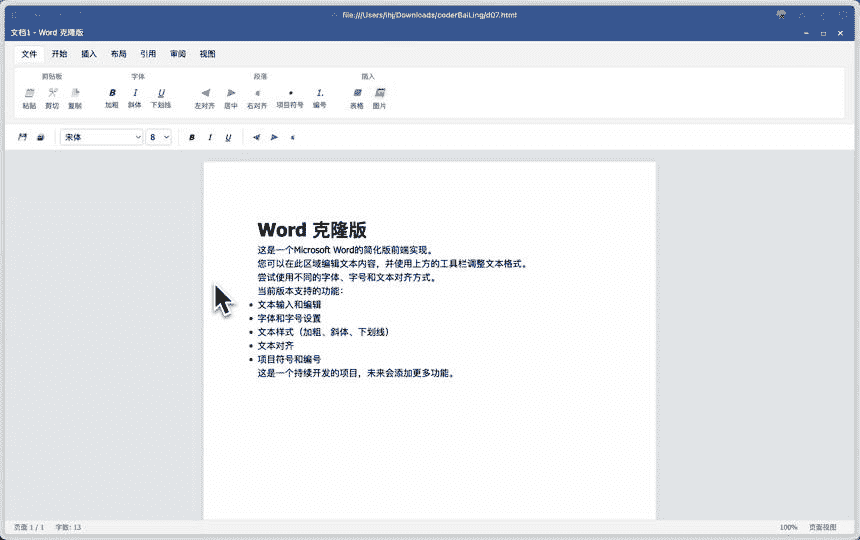 file:///Users/ihj/Downloads/coderBaiLing/d07.html
文档1 - Word 克隆版
文件 开始 插入 布局 引用 审阅 视图
剪贴板 字体 段落 插入
粘贴 剪切 复制 B 加粗 I 斜体 U 下划线 左对齐 居中 右对齐 • 项目符号 1. 编号 表格 图片
宋体 8 B I U
Word 克隆版
这是一个Microsoft Word的简化版前端实现。
您可以在此区域编辑文本内容，并使用上方的工具栏调整文本格式。
尝试使用不同的字体、字号和文本对齐方式。
当前版本支持的功能：
• 文本输入和编辑
• 字体和字号设置
• 文本样式（加粗、斜体、下划线）
• 文本对齐
• 项目符号和编号
这是一个持续开发的项目，未来会添加更多功能。
页面 1 / 1 字数: 13 100% 页面视图